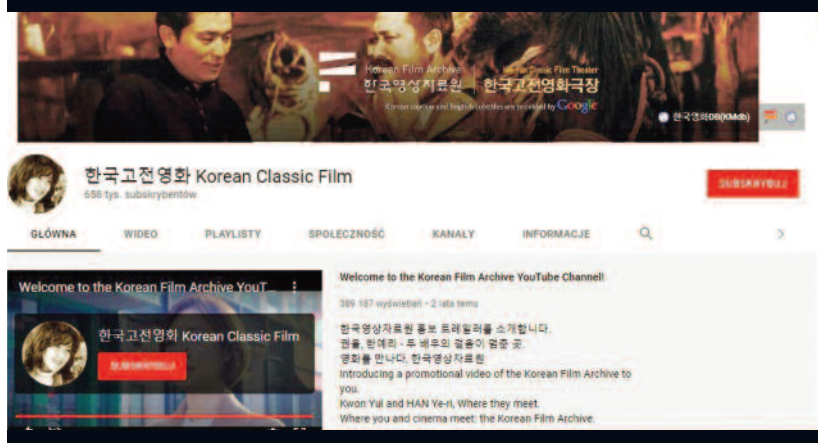 Korean Film Archive
한국영상자료원
Korean Classic Film Theater
한국고전영화극장
Korean caption and English subtitles are provided by Google
한국영화DB(KMdb)
한국고전영화 Korean Classic Film
658 tys. subskrybentów
SUBSKRYBUJ
GŁÓWNA WIDEO PLAYLISTY SPOŁECZNOŚĆ KANAŁY INFORMACJE
Welcome to the Korean Film Archive YouT...
한국고전영화 Korean Classic Film
SUBSKRYBUJ
Welcome to the Korean Film Archive YouTube Channel!
389 187 wyświetleń • 2 lata temu
한국영상자료원 홍보 트레일러를 소개합니다.
권율, 한예리 - 두 배우의 걸음이 멈춘 곳.
영화를 만나다, 한국영상자료원
Introducing a promotional video of the Korean Film Archive to
you.
Kwon Yul and HAN Ye-ri, Where they meet.
Where you and cinema meet: the Korean Film Archive.